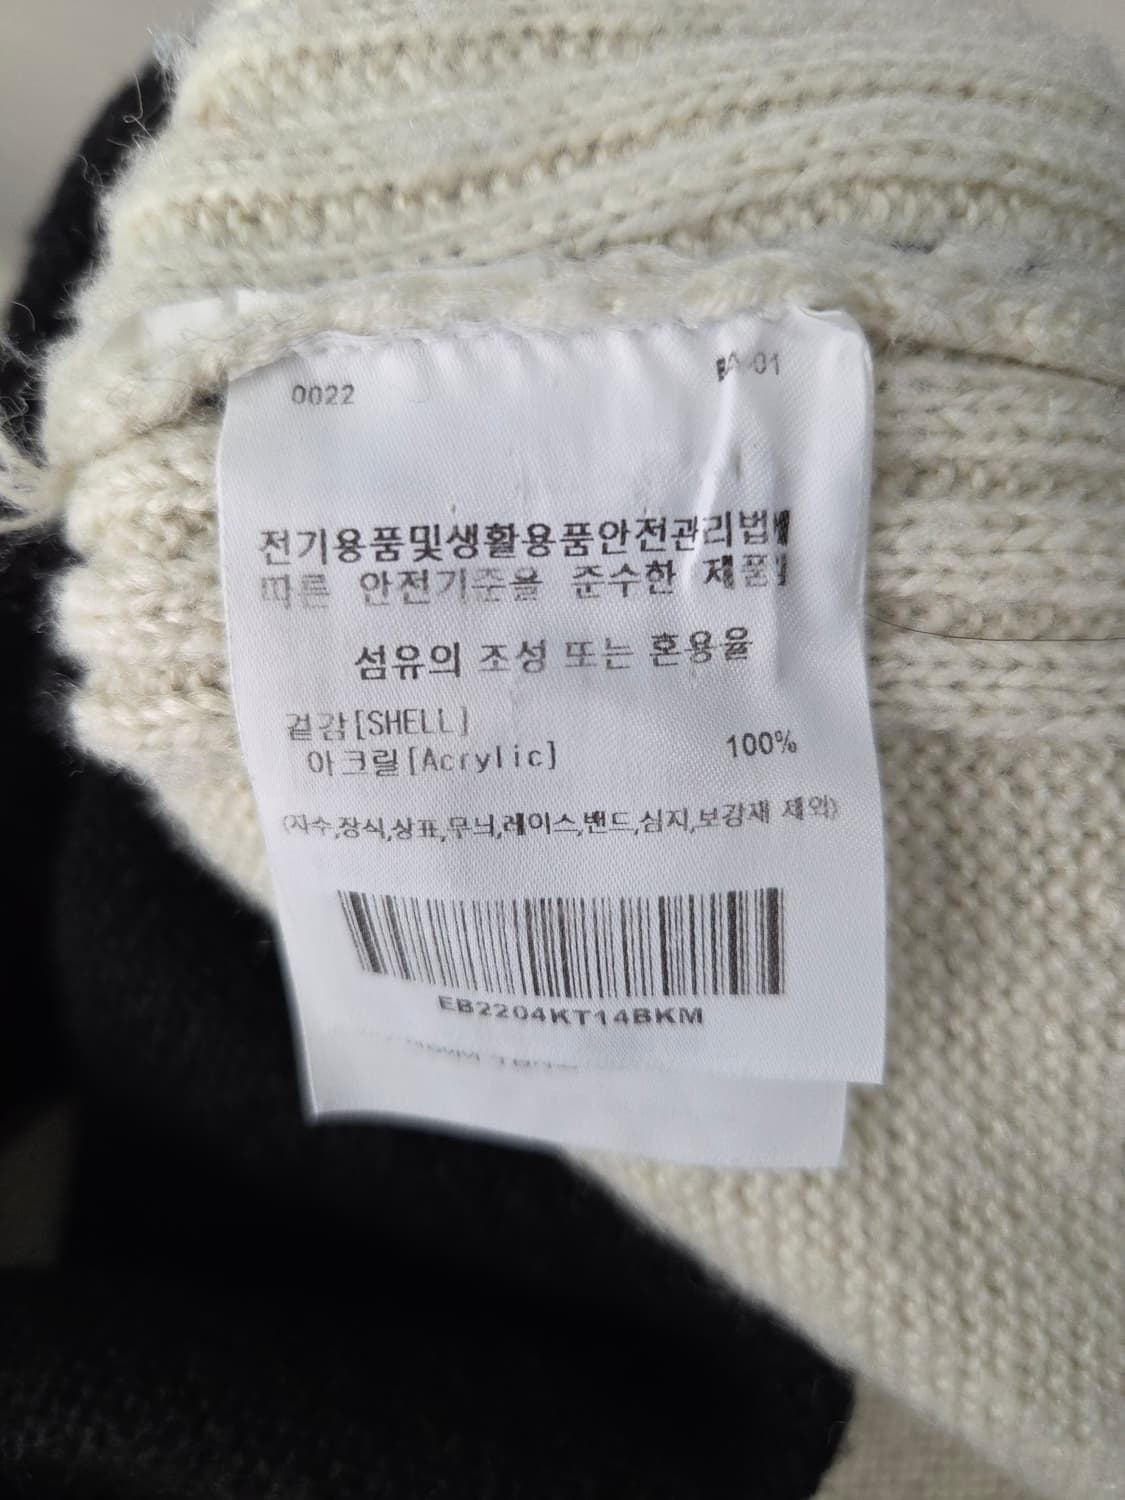 0022
전기용품및생활용품안전관리법에
따른 안전기준을 준수한 제품임
섬유의 조성 또는 혼용율
겉감[SHELL]
아크릴[Acrylic] 100%
(자수,장식,상표,무늬,레이스,밴드,심지,보강재 제외)
EB2204KT14BKM